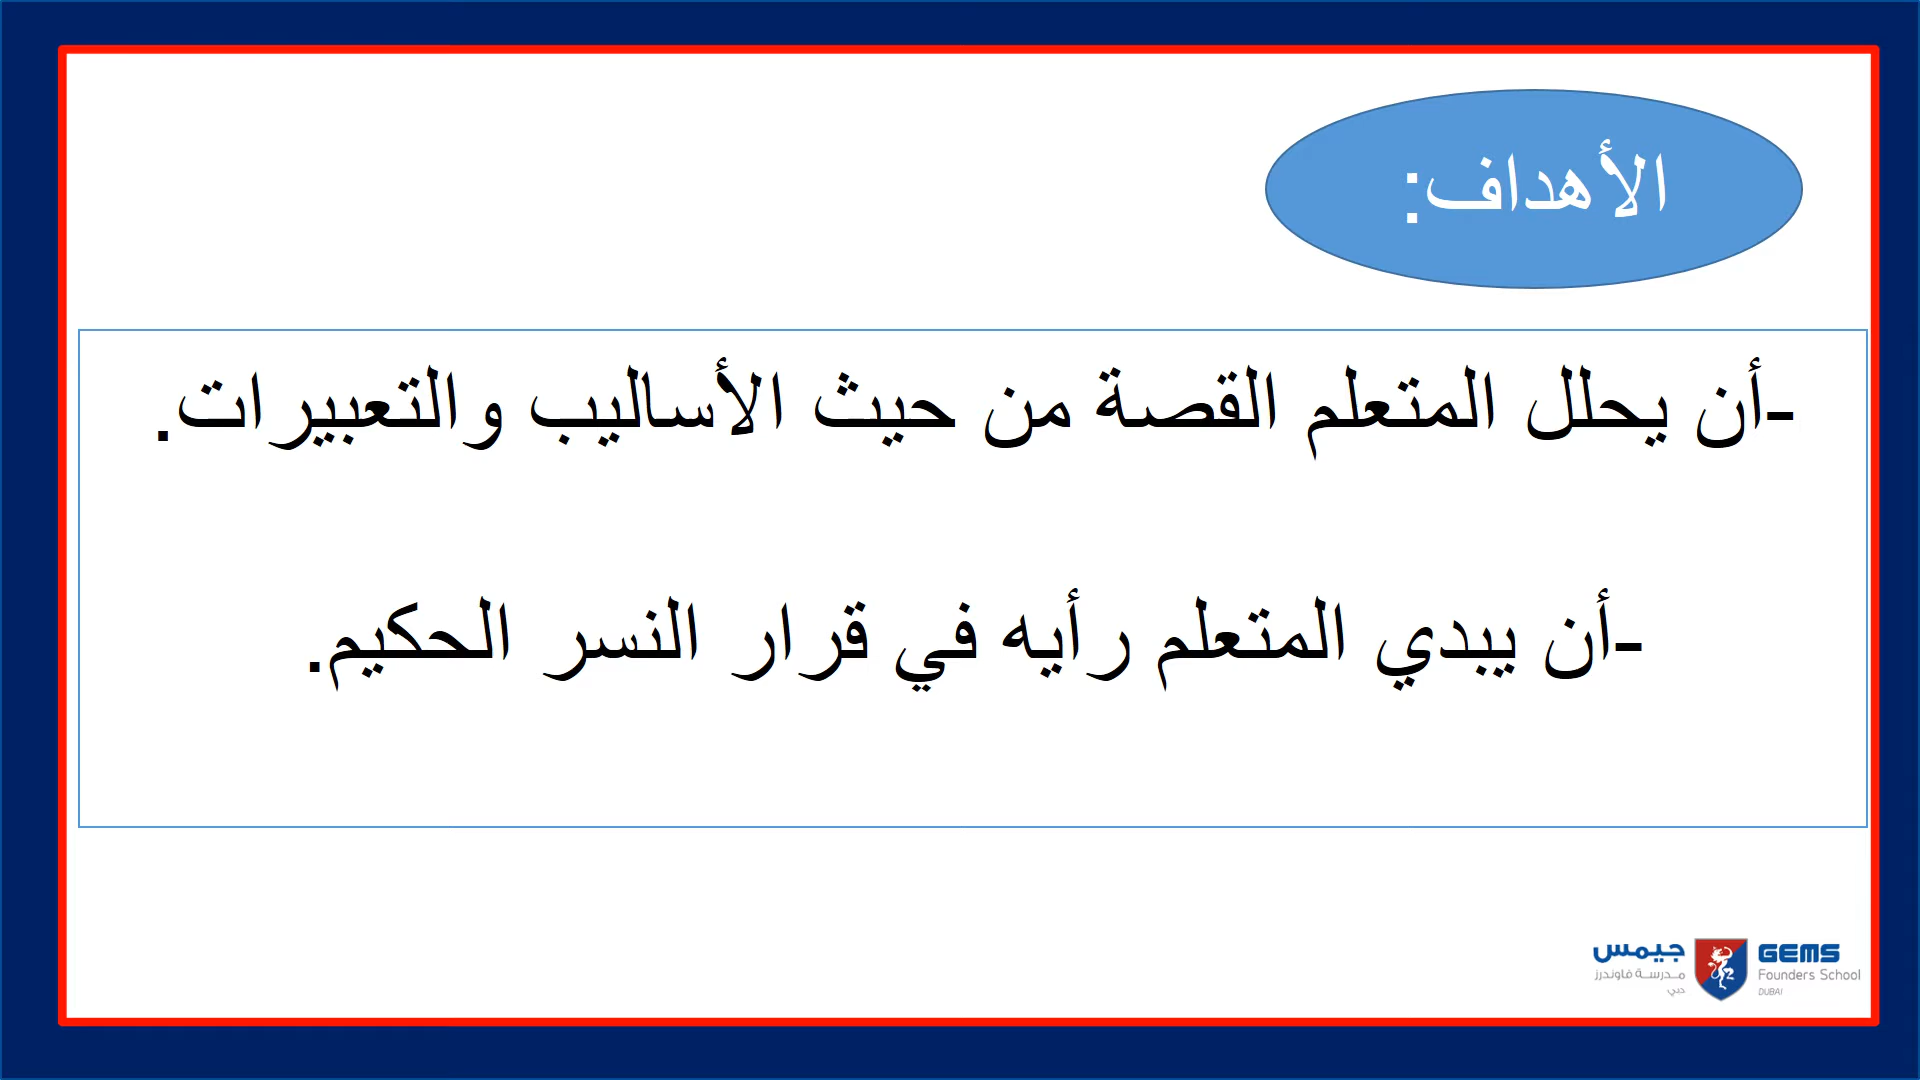 الأهداف:
-أن يحلل المتعلم القصة من حيث الأساليب والتعبيرات.
-أن يبدي المتعلم رأيه في قرار النسر الحكيم.
جيمس
مدرسة فاوندرز
دبي
GEMS
Founders School
DUBAI